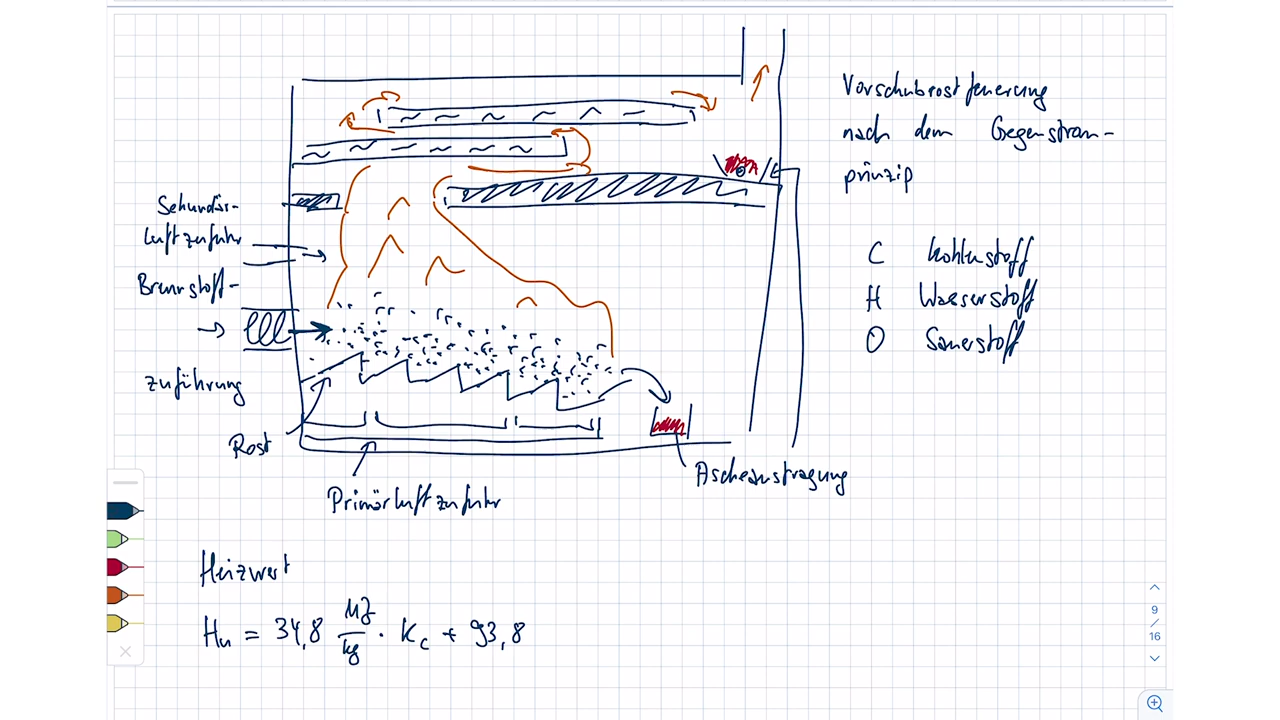 Vorschubrostfeuerung
nach dem Gegenstrom-
prinzip
Sekundär-
luftzufuhr
Brennstoff-
zuführung
Rost
Primärluftzufuhr
Ascheaustragung
C Kohlenstoff
H Wasserstoff
O Sauerstoff
Heizwert
Hu = 34,8 MJ/kg · Kc + 93,8
9
/
16